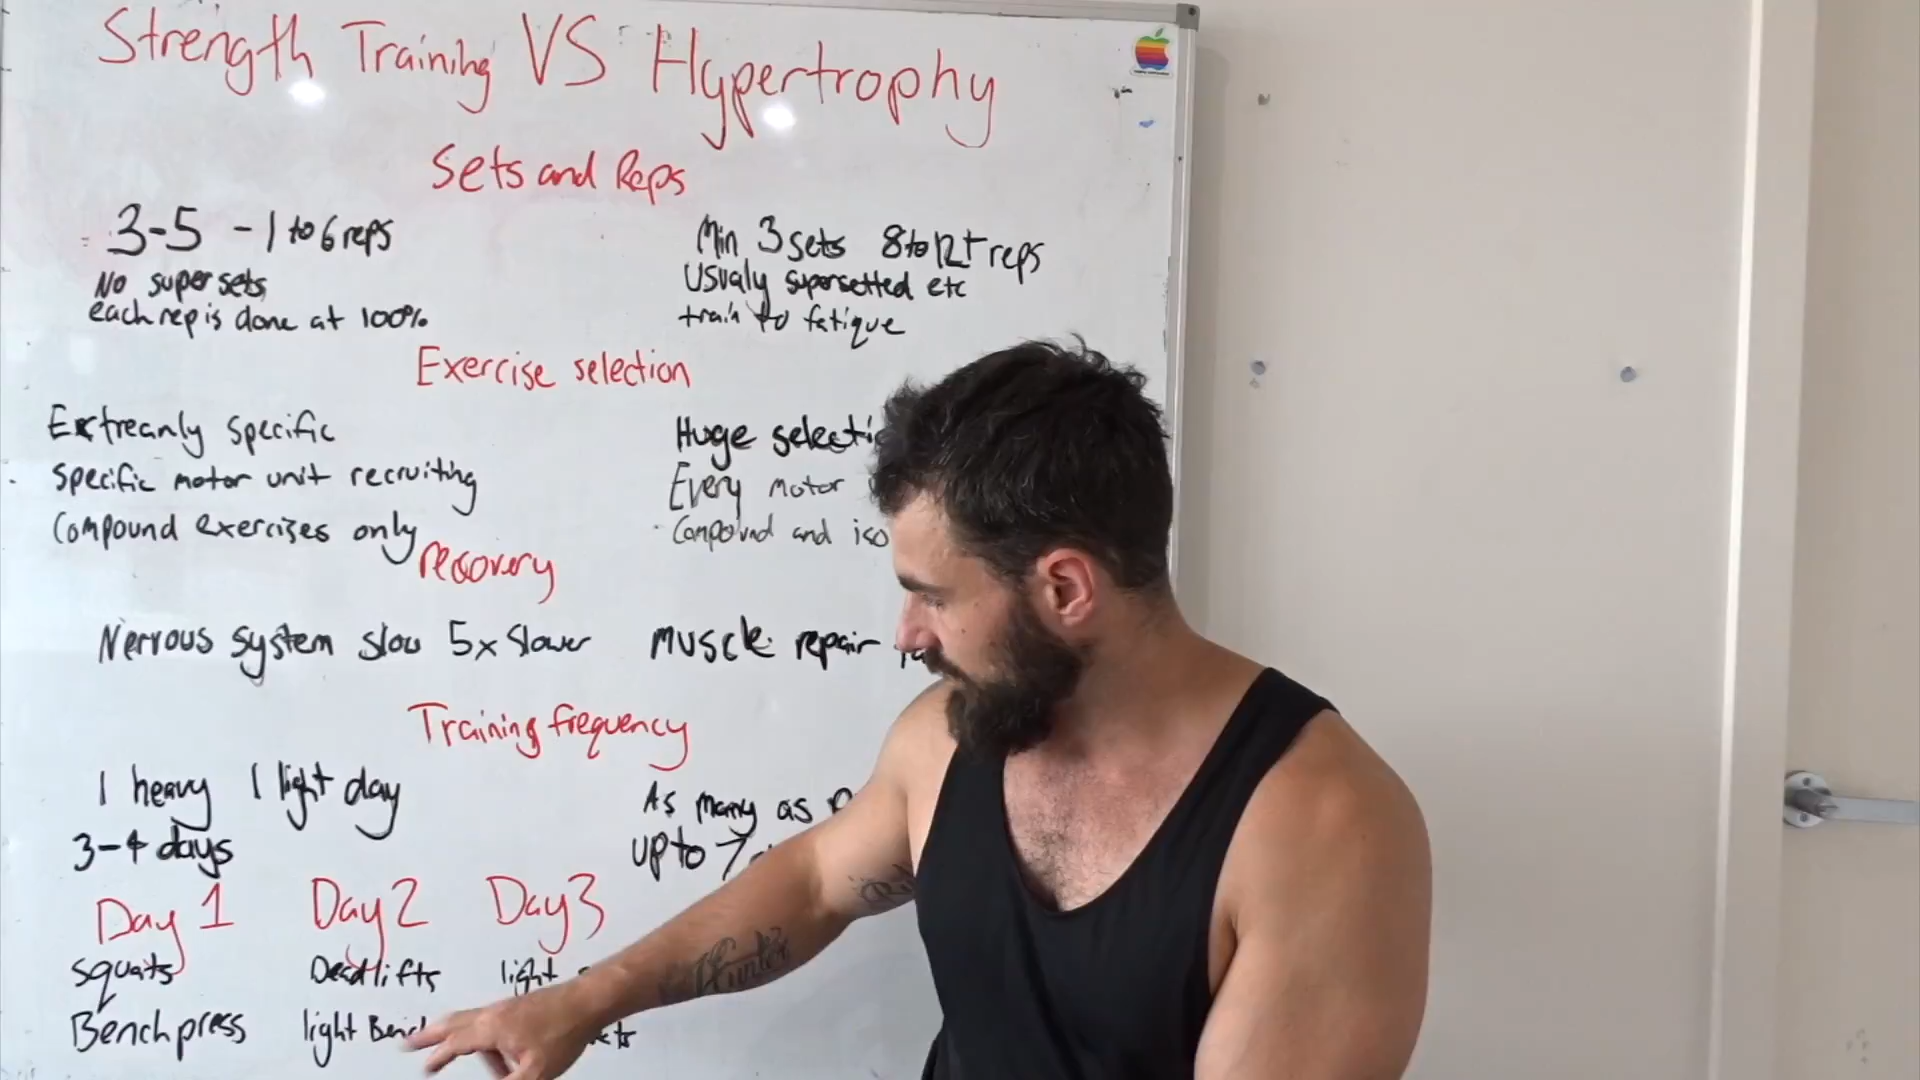 Strength Training VS Hypertrophy
Sets and Reps
3-5 - 1 to 6 reps
No super sets
each rep is done at 100%
Min 3 sets 8 to 12+ reps
Usualy supersetted etc
train to fatique
Exercise selection
Extreamly specific
specific motor unit recruiting
Compound exercises only
Huge
Every motor
Compound and
recovery
Nervous system slow 5x slower
muscle repair
Training frequency
1 heavy 1 light day
3-4 days
As many as
up to 7
Day 1 Day 2 Day 3
squats Deadlifts light
Bench press light
Hunter